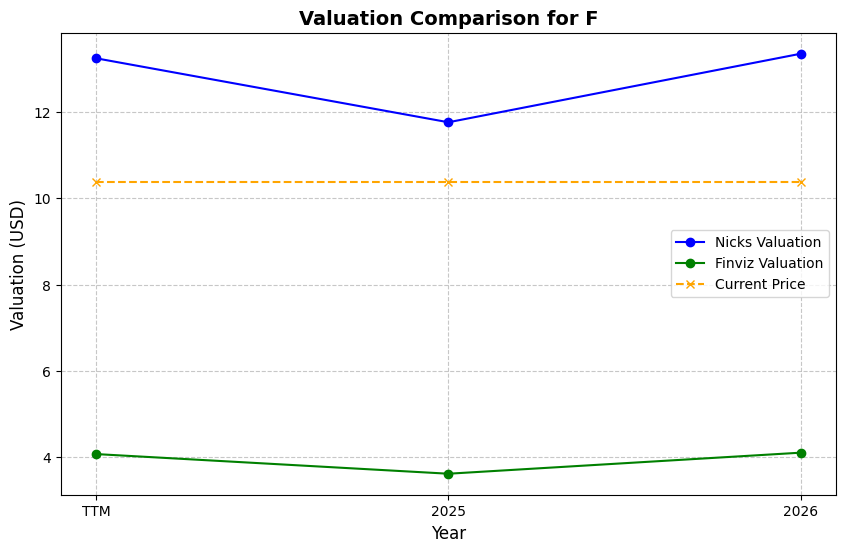 Valuation Comparison for F
Valuation (USD)
12
10
8
6
4
Nicks Valuation
Finviz Valuation
Current Price
TTM
2025
2026
Year